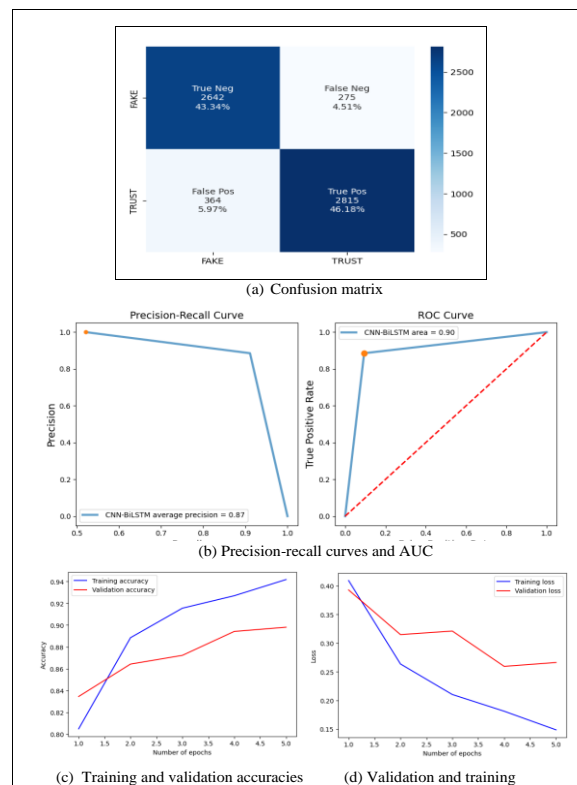 True Neg
2642
43.34%
False Neg
275
4.51%
False Pos
364
5.97%
True Pos
2815
46.18%
FAKE
TRUST
FAKE
TRUST
2500
2000
1500
1000
500
(a) Confusion matrix
Precision-Recall Curve
1.0
0.8
0.6
0.4
0.2
0.0
Precision
CNN-BiLSTM average precision = 0.87
0.5
0.6
0.7
0.8
0.9
1.0
ROC Curve
1.0
0.8
0.6
0.4
0.2
0.0
True Positive Rate
CNN-BiLSTM area = 0.90
0.0
0.2
0.4
0.6
0.8
1.0
(b) Precision-recall curves and AUC
Training accuracy
Validation accuracy
0.94
0.92
0.90
0.88
0.86
0.84
0.82
0.80
Accuracy
1.0
1.5
2.0
2.5
3.0
3.5
4.0
4.5
5.0
Number of epochs
Training loss
Validation loss
0.40
0.35
0.30
0.25
0.20
0.15
Loss
1.0
1.5
2.0
2.5
3.0
3.5
4.0
4.5
5.0
Number of epochs
(c) Training and validation accuracies
(d) Validation and training